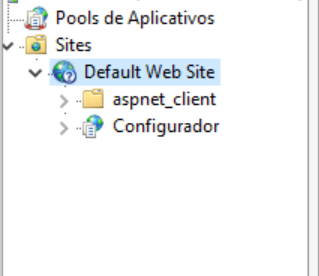 Pools de Aplicativos
Sites
Default Web Site
aspnet_client
Configurador